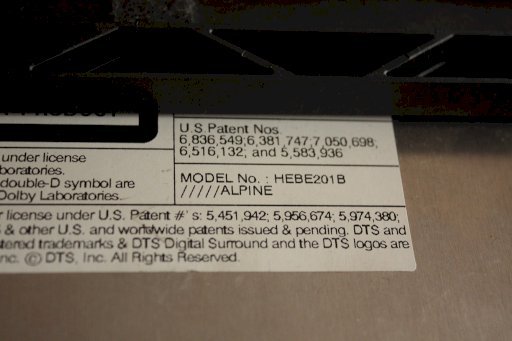 U.S.Patent Nos.
6,836,549;6,381,747;7,050,698;
6,516,132; and 5,583,936
under license
boratories.
double-D symbol are
Dolby Laboratories.
MODEL No. : HEBE201B
/////ALPINE
license under U.S. Patent #'s: 5,451,942; 5,956,674; 5,974,380;
& other U.S. and worldwide patents issued & pending. DTS and
tered trademarks & DTS Digital Surround and the DTS logos are
nc. © DTS, Inc. All Rights Reserved.